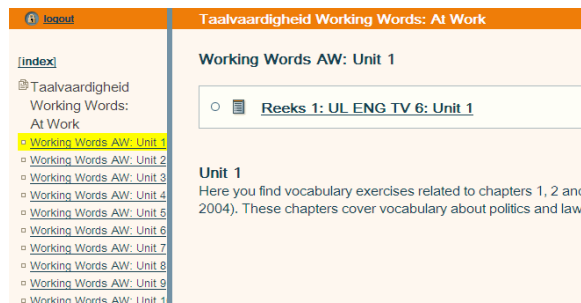 logout
Taalvaardigheid Working Words: At Work
[index]
Taalvaardigheid
Working Words:
At Work
Working Words AW: Unit 1
Working Words AW: Unit 2
Working Words AW: Unit 3
Working Words AW: Unit 4
Working Words AW: Unit 5
Working Words AW: Unit 6
Working Words AW: Unit 7
Working Words AW: Unit 8
Working Words AW: Unit 9
Working Words AW: Unit 1
Working Words AW: Unit 1
Reeks 1: UL ENG TV 6: Unit 1
Unit 1
Here you find vocabulary exercises related to chapters 1, 2 and
2004). These chapters cover vocabulary about politics and law